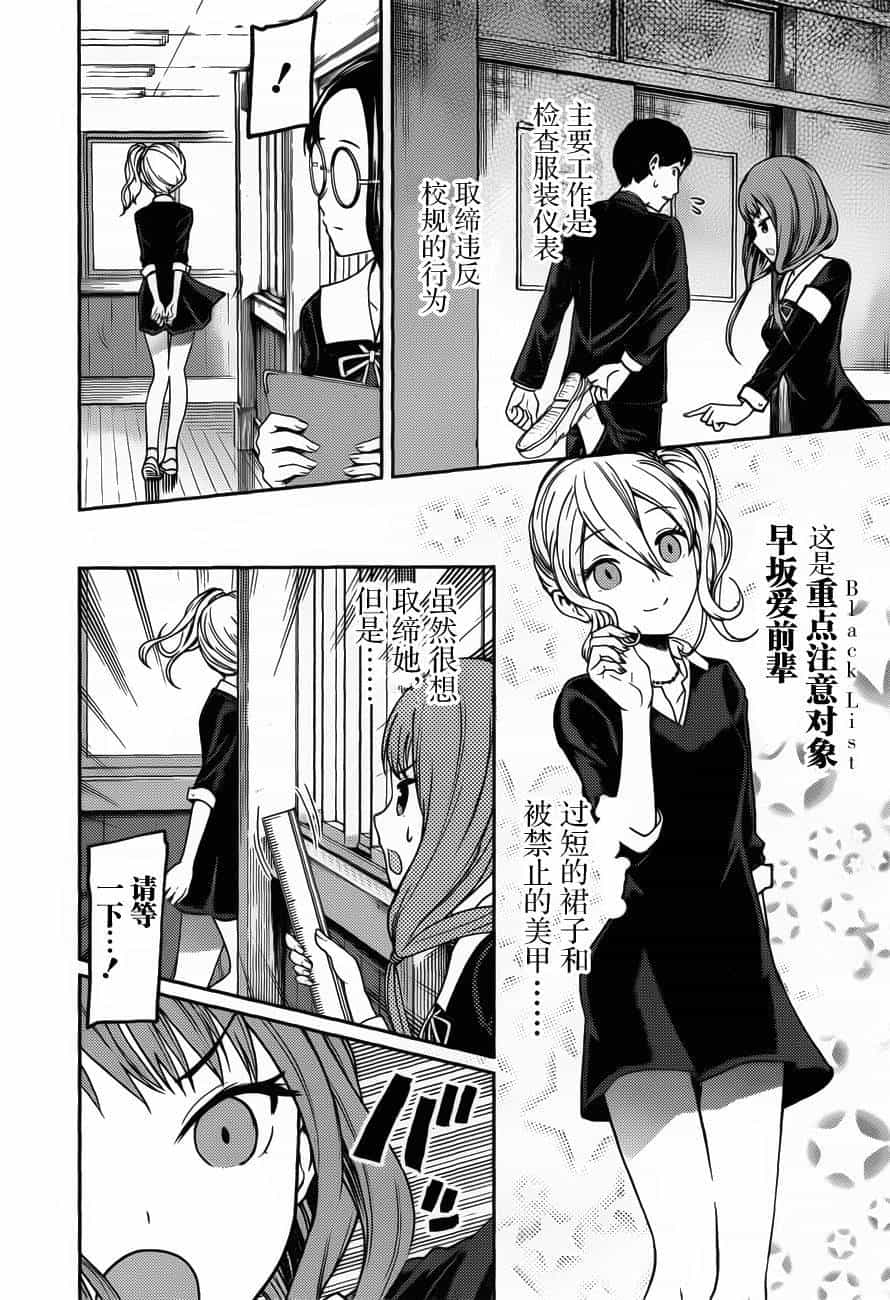 主要工作是
检查服装仪表
取缔违反
校规的行为
！
这是重点注意对象
Black List
早坂爱前辈
过短的裙子和
被禁止的美甲……
虽然很想
取缔她，
但是……
请等
一下…！